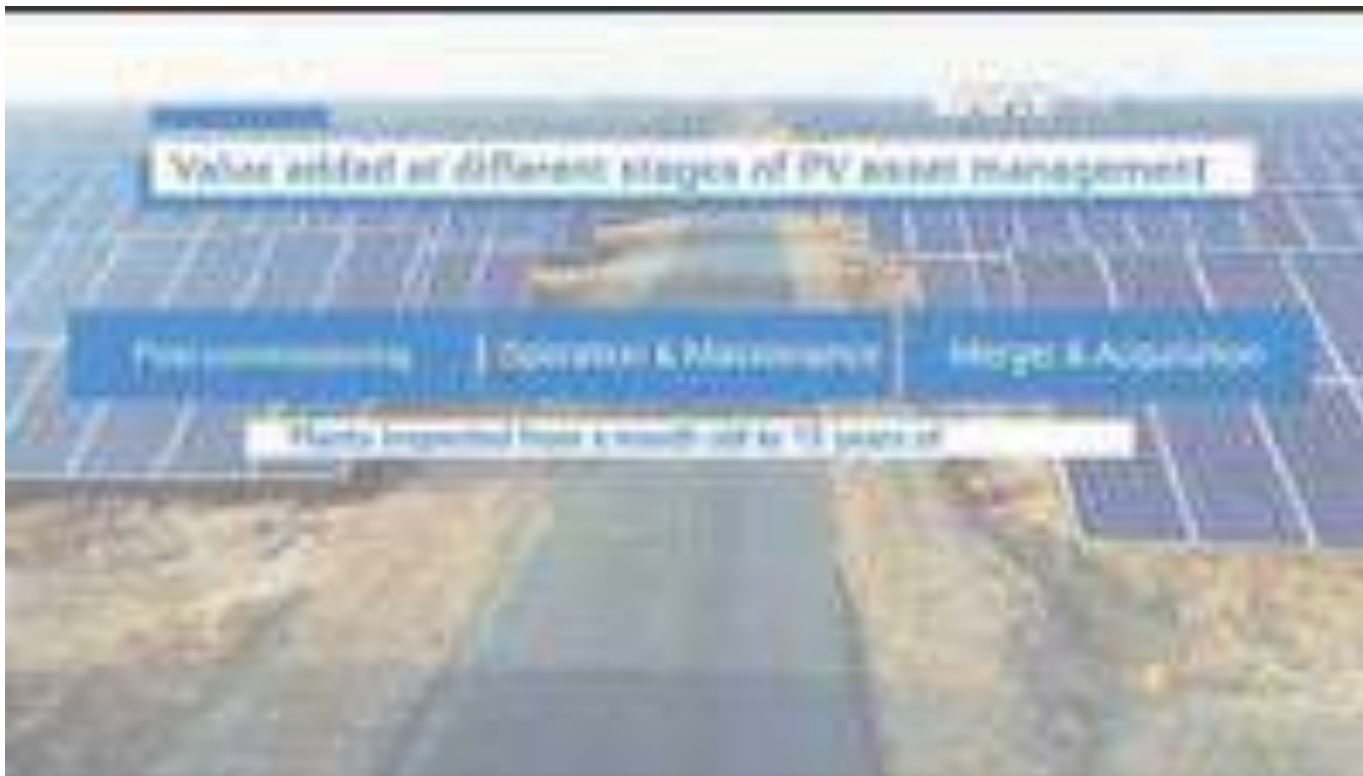 Value added at different stages of PV asset management
Operation & Maintenance
Merger & Acquisition
Plants inspected from a month old to 15 years of